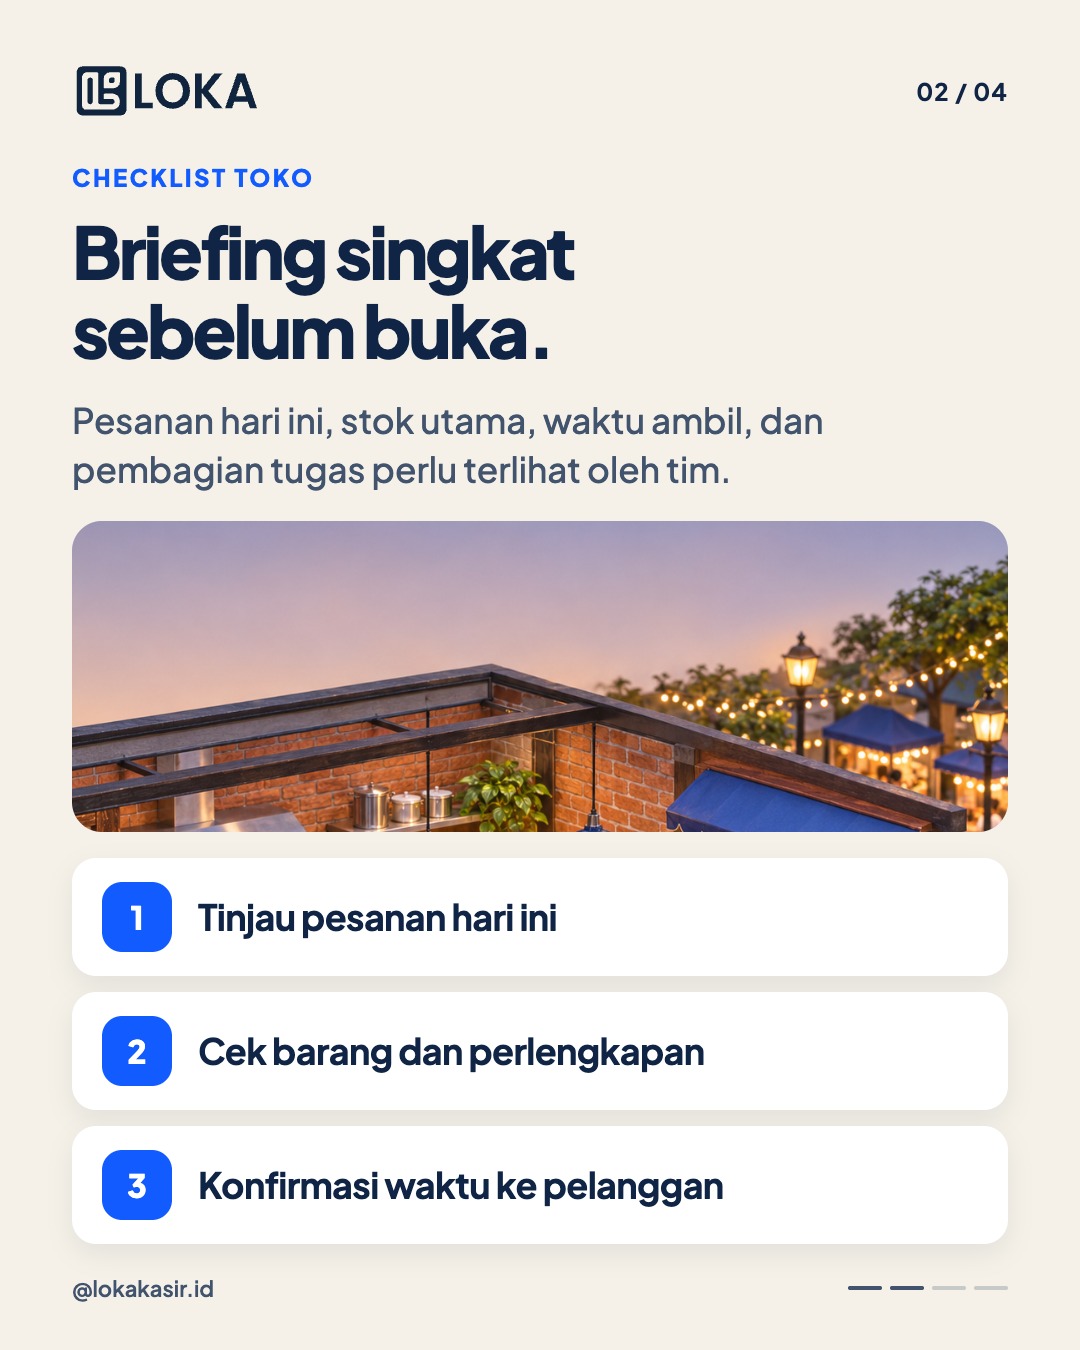 LOKA
02 / 04
CHECKLIST TOKO
Briefing singkat
sebelum buka.
Pesanan hari ini, stok utama, waktu ambil, dan
pembagian tugas perlu terlihat oleh tim.
1 Tinjau pesanan hari ini
2 Cek barang dan perlengkapan
3 Konfirmasi waktu ke pelanggan
@lokakasir.id